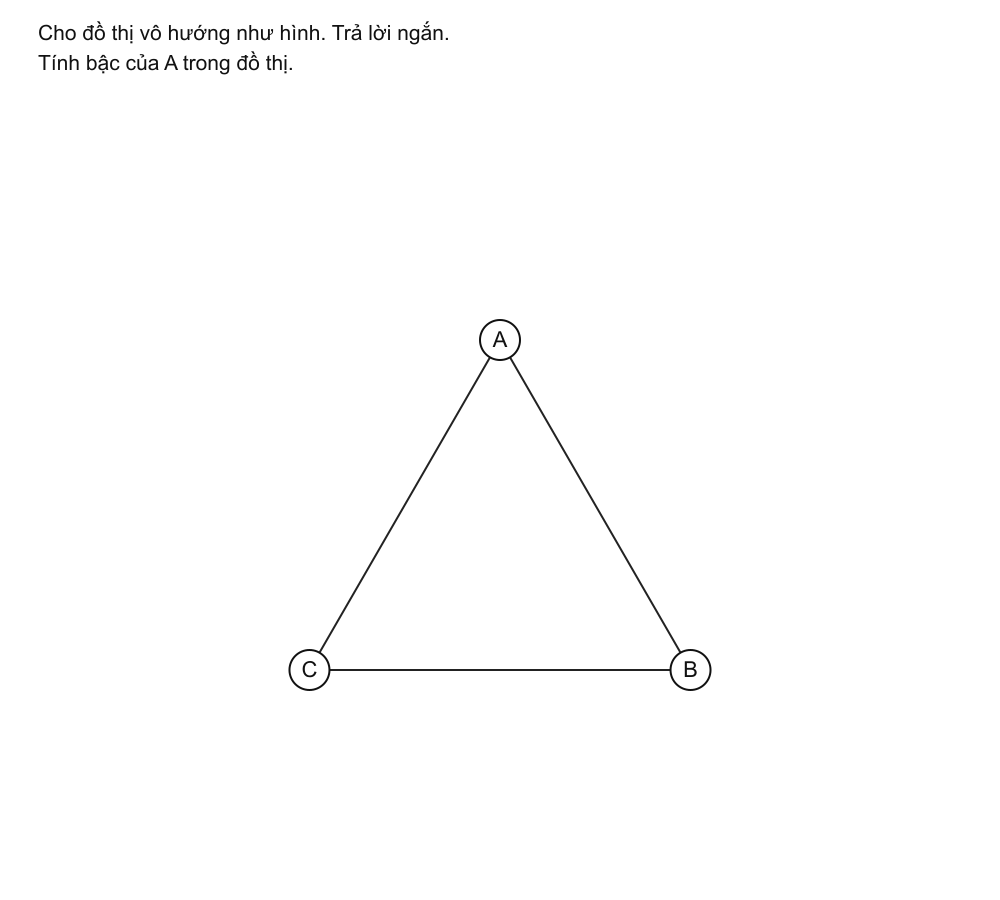 Cho đồ thị vô hướng như hình. Trả lời ngắn.
Tính bậc của A trong đồ thị.
A
C
B